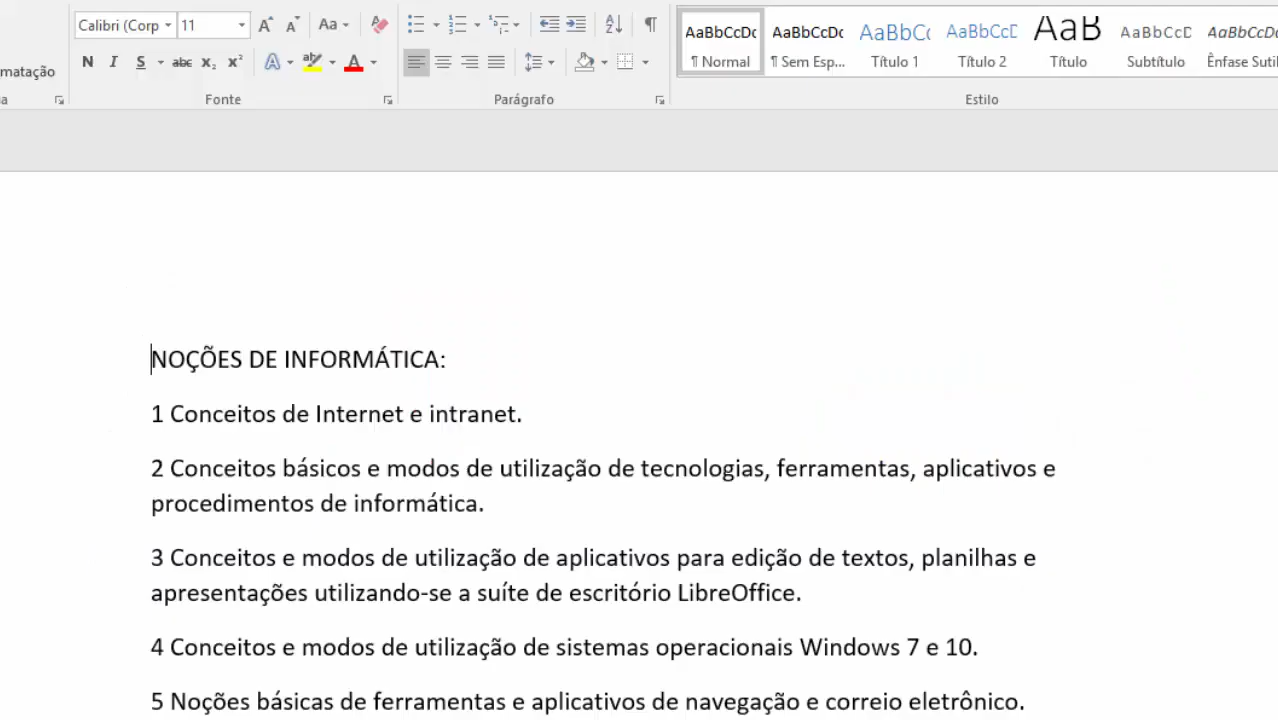 Calibri (Corp 11 Aa
AaBbCcDc AaBbCcDc AaBbC( AaBbCcD AaB AaBbCcD AaBbCcD
matação N I S abc x₂ x² ab A
¶ Normal ¶ Sem Esp... Título 1 Título 2 Título Subtítulo Ênfase Sutil
a Fonte Parágrafo Estilo
NOÇÕES DE INFORMÁTICA:
1 Conceitos de Internet e intranet.
2 Conceitos básicos e modos de utilização de tecnologias, ferramentas, aplicativos e
procedimentos de informática.
3 Conceitos e modos de utilização de aplicativos para edição de textos, planilhas e
apresentações utilizando-se a suíte de escritório LibreOffice.
4 Conceitos e modos de utilização de sistemas operacionais Windows 7 e 10.
5 Noções básicas de ferramentas e aplicativos de navegação e correio eletrônico.